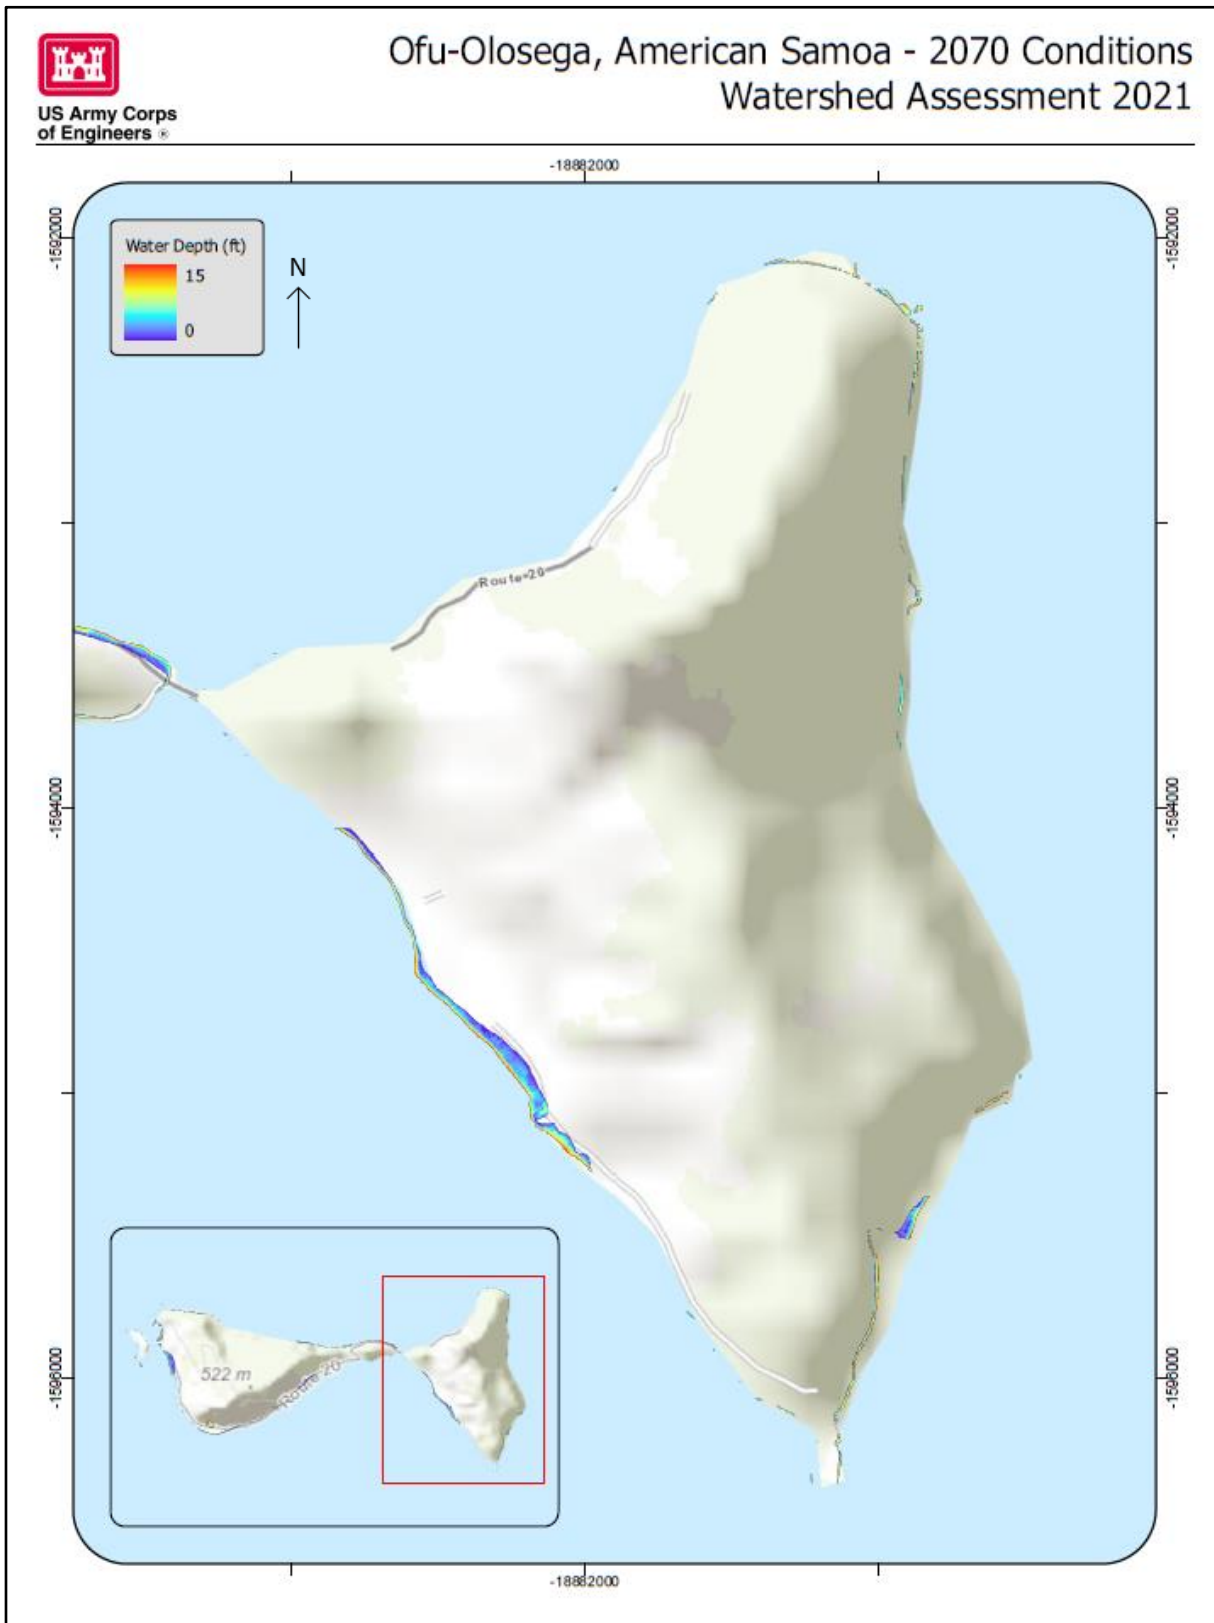 Ofu-Olosega, American Samoa - 2070 Conditions
Watershed Assessment 2021
US Army Corps
of Engineers ®
-18882000
-1592000
-1592000
Water Depth (ft)
15
0
N
Route 20
-1594000
-1594000
522 m
Route 20
-1596000
-1596000
-18882000